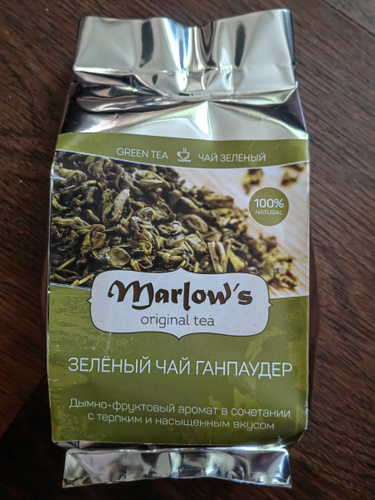 GREEN TEA ЧАЙ ЗЕЛЕНЫЙ
100%
NATURAL
Marlow's
original tea
ЗЕЛЁНЫЙ ЧАЙ ГАНПАУДЕР
Дымно-фруктовый аромат в сочетании
с терпким и насыщенным вкусом